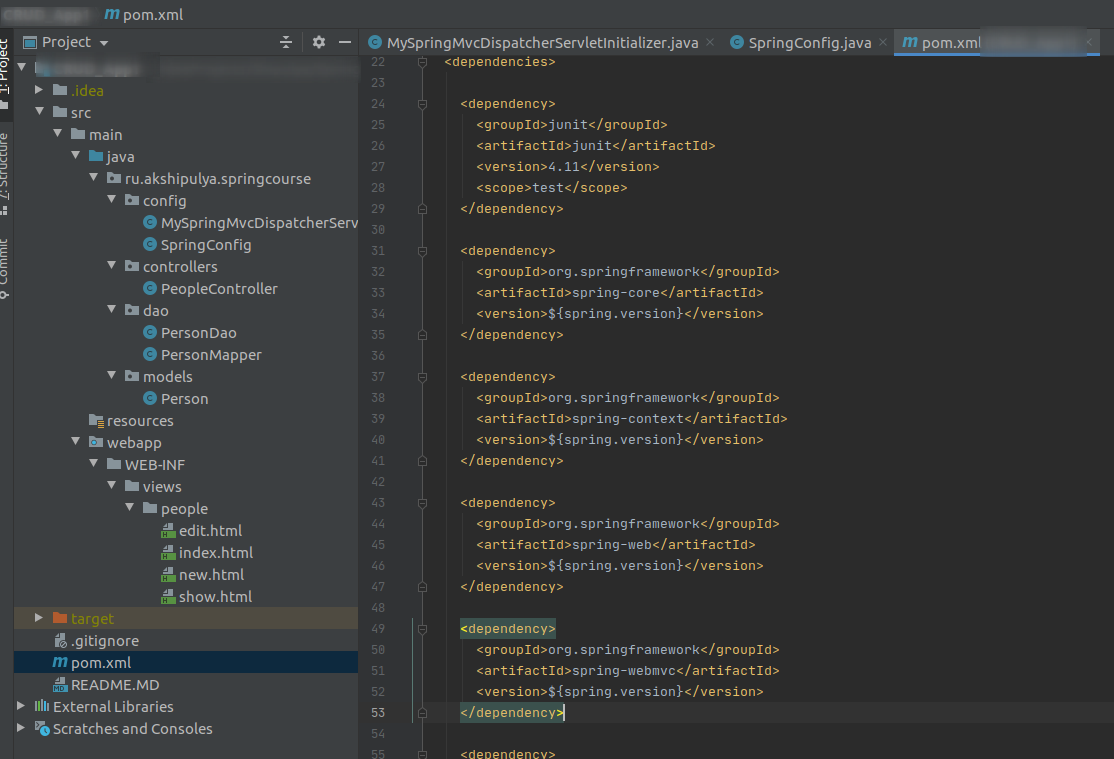 pom.xml
Project
MySpringMvcDispatcherServletInitializer.java
SpringConfig.java
pom.xml
1: Project
7: Structure
Commit
.idea
src
main
java
ru.akshipulya.springcourse
config
MySpringMvcDispatcherServ
SpringConfig
controllers
PeopleController
dao
PersonDao
PersonMapper
models
Person
resources
webapp
WEB-INF
views
people
edit.html
index.html
new.html
show.html
target
.gitignore
pom.xml
README.MD
External Libraries
Scratches and Consoles
22 <dependencies>
23
24 <dependency>
25 <groupId>junit</groupId>
26 <artifactId>junit</artifactId>
27 <version>4.11</version>
28 <scope>test</scope>
29 </dependency>
30
31 <dependency>
32 <groupId>org.springframework</groupId>
33 <artifactId>spring-core</artifactId>
34 <version>${spring.version}</version>
35 </dependency>
36
37 <dependency>
38 <groupId>org.springframework</groupId>
39 <artifactId>spring-context</artifactId>
40 <version>${spring.version}</version>
41 </dependency>
42
43 <dependency>
44 <groupId>org.springframework</groupId>
45 <artifactId>spring-web</artifactId>
46 <version>${spring.version}</version>
47 </dependency>
48
49 <dependency>
50 <groupId>org.springframework</groupId>
51 <artifactId>spring-webmvc</artifactId>
52 <version>${spring.version}</version>
53 </dependency>
54
55 <dependency>